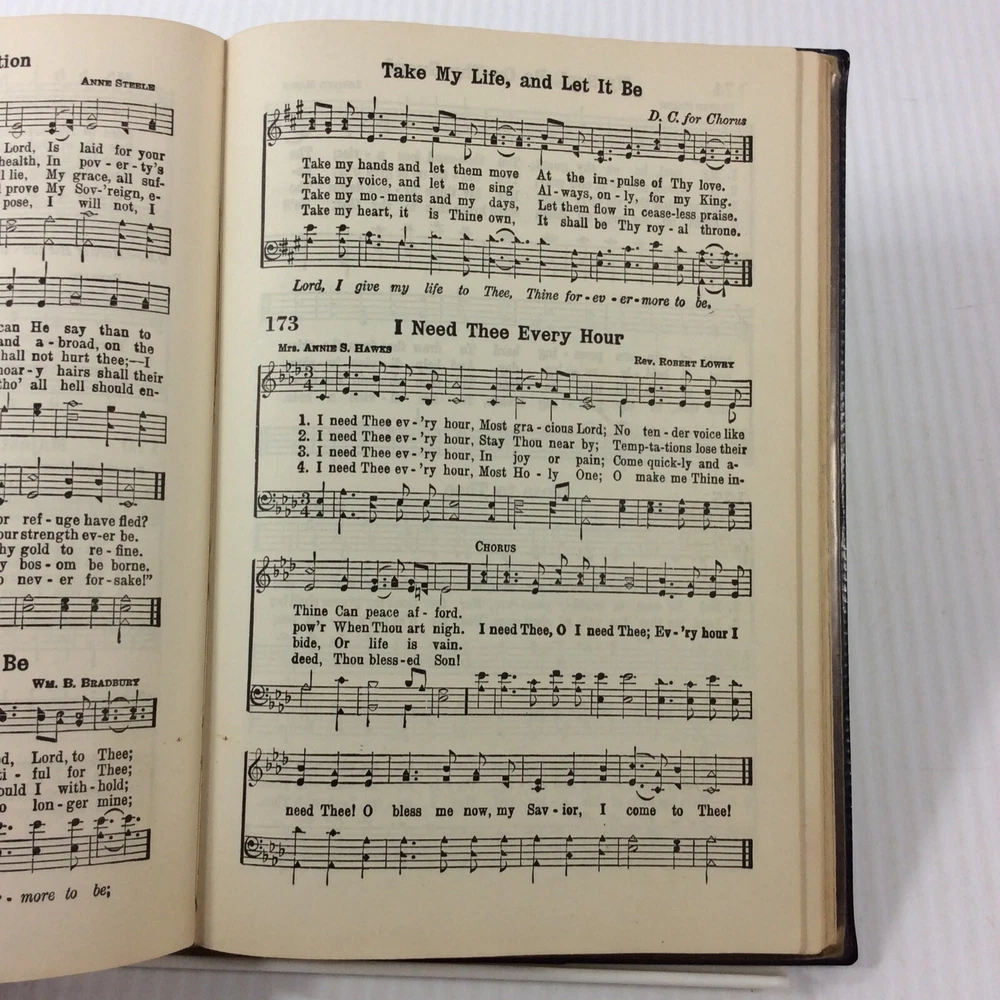 tion
ANNE STEELE
Lord, Is laid for your
health, In pov - er - ty's
lie, My grace, all suf-
prove My Sov-'reign, e-
pose, I will not, I
can He say than to
and a - broad, on the
shall not hurt thee;—I
hoar - y hairs shall their
tho' all hell should en-
or ref - uge have fled?
our strength ev-er be.
thy gold to re - fine.
bos - om be borne.
nev - er for-sake!"
Be
WM. B. BRADBURY
Lord, to Thee;
ti - ful for Thee;
would I with-hold;
lon - ger mine;
- more to be;
Take My Life, and Let It Be
D. C. for Chorus
Take my hands and let them move At the im - pulse of Thy love.
Take my voice, and let me sing Al - ways, on - ly, for my King.
Take my mo - ments and my days, Let them flow in cease-less praise.
Take my heart, it is Thine own, It shall be Thy roy - al throne.
Lord, I give my life to Thee, Thine for - ev - er - more to be.
173 I Need Thee Every Hour
Mrs. ANNIE S. HAWKS
Rev. ROBERT LOWRY
3
4
1. I need Thee ev - 'ry hour, Most gra - cious Lord; No ten - der voice like
2. I need Thee ev - 'ry hour, Stay Thou near by; Temp-ta-tions lose their
3. I need Thee ev - 'ry hour, In joy or pain; Come quick-ly and a-
4. I need Thee ev - 'ry hour, Most Ho - ly One; O make me Thine in-
3
4
CHORUS
Thine Can peace af - ford.
pow'r When Thou art nigh. I need Thee, O I need Thee; Ev - 'ry hour I
bide, Or life is vain.
deed, Thou bless-ed Son!
need Thee! O bless me now, my Sav - ior, I come to Thee!